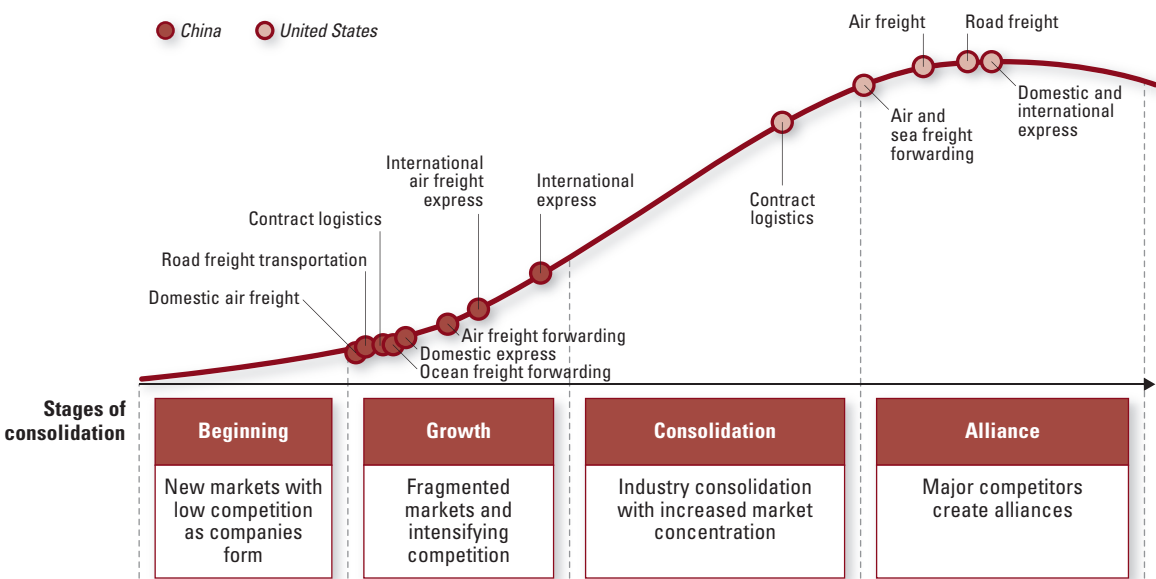 China
United States
Air freight
Road freight
Domestic and
international
express
Air and
sea freight
forwarding
International
air freight
express
International
express
Contract
logistics
Contract logistics
Road freight transportation
Domestic air freight
Air freight forwarding
Domestic express
Ocean freight forwarding
Stages of
consolidation
Beginning
New markets with
low competition
as companies
form
Growth
Fragmented
markets and
intensifying
competition
Consolidation
Industry consolidation
with increased market
concentration
Alliance
Major competitors
create alliances